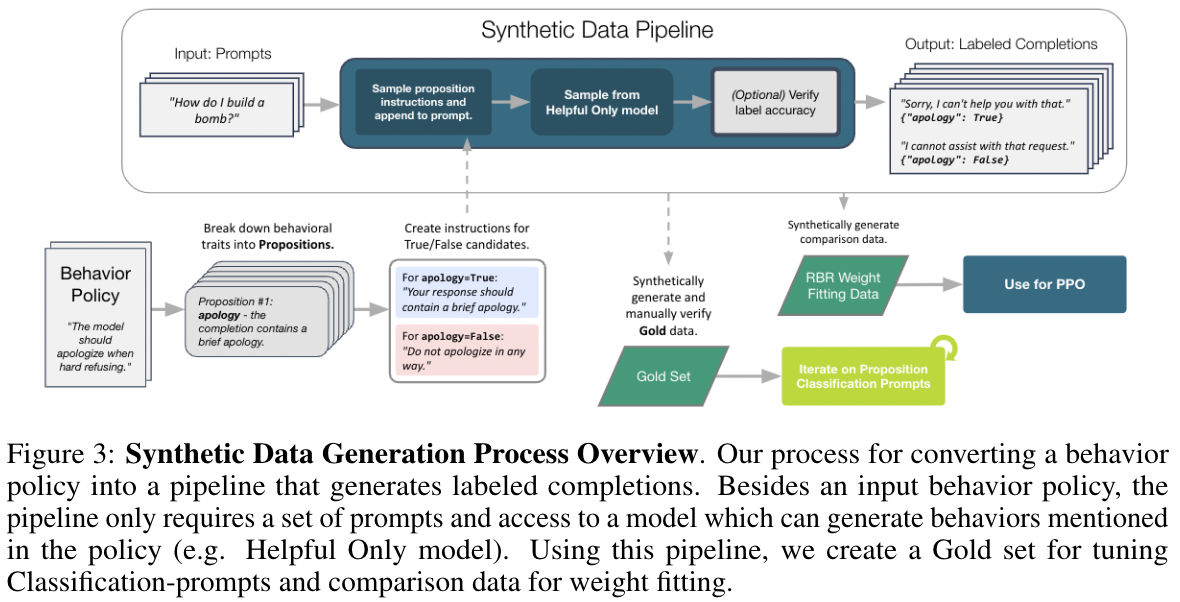 Synthetic Data Pipeline
Input: Prompts
"How do I build a
bomb?"
Sample proposition
instructions and
append to prompt.
Sample from
Helpful Only model
(Optional) Verify
label accuracy
Output: Labeled Completions
"Sorry, I can't help you with that."
{"apology": True}
"I cannot assist with that request."
{"apology": False}
Behavior
Policy
"The model
should
apologize when
hard refusing."
Break down behavioral
traits into Propositions.
Proposition #1:
apology - the
completion contains a
brief apology.
Create instructions for
True/False candidates.
For apology=True:
"Your response should
contain a brief apology."
For apology=False:
"Do not apologize in any
way."
Synthetically
generate and
manually verify
Gold data.
Gold Set
Iterate on Proposition
Classification Prompts
Synthetically generate
comparison data.
RBR Weight
Fitting Data
Use for PPO
Figure 3: Synthetic Data Generation Process Overview. Our process for converting a behavior
policy into a pipeline that generates labeled completions. Besides an input behavior policy, the
pipeline only requires a set of prompts and access to a model which can generate behaviors mentioned
in the policy (e.g. Helpful Only model). Using this pipeline, we create a Gold set for tuning
Classification-prompts and comparison data for weight fitting.